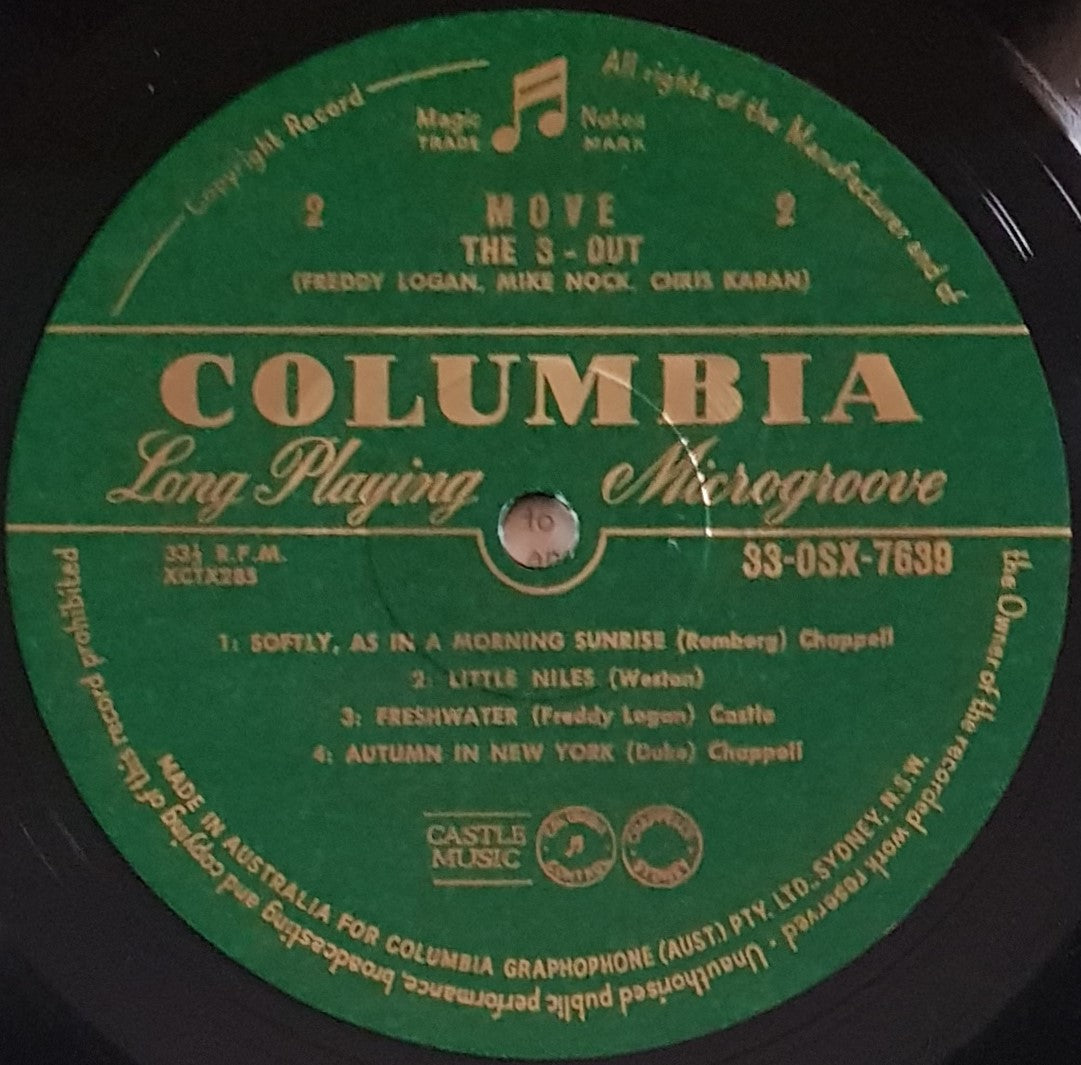 Copyright Record
All rights of the Manufacturer and of
the Owner of the recorded work reserved - Unauthorised public performance, broadcasting and copying of this record prohibited
Magic Notes
TRADE MARK
2 MOVE 2
THE 3-OUT
(FREDDY LOGAN, MIKE NOCK, CHRIS KARAN)
COLUMBIA
Long Playing Microgroove
33⅓ R.P.M. 33-OSX-7639
1: SOFTLY, AS IN A MORNING SUNRISE (Romberg) Chappell
2: LITTLE NILES (Weston)
3: FRESHWATER (Freddy Logan) Castle
4: AUTUMN IN NEW YORK (Duke) Chappell
CASTLE
MUSIC
SYDNEY
MADE IN AUSTRALIA FOR COLUMBIA GRAPHOPHONE (AUST.) PTY. LTD., SYDNEY, N.S.W.
to